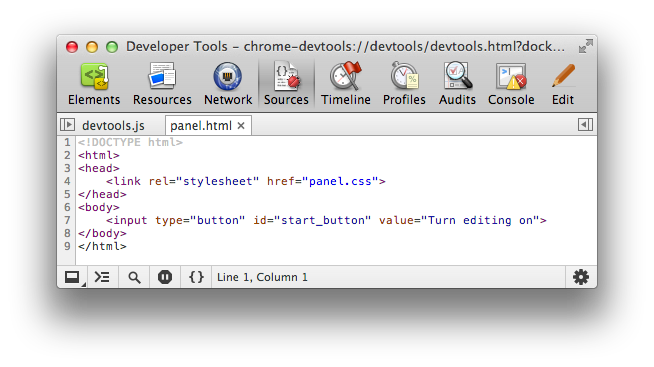 Developer Tools – chrome-devtools://devtools/devtools.html?dock...
Elements Resources Network Sources Timeline Profiles Audits Console Edit
devtools.js panel.html ×
1 <!DOCTYPE html>
2 <html>
3 <head>
4     <link rel="stylesheet" href="panel.css">
5 </head>
6 <body>
7     <input type="button" id="start_button" value="Turn editing on">
8 </body>
9 </html>
{ } Line 1, Column 1